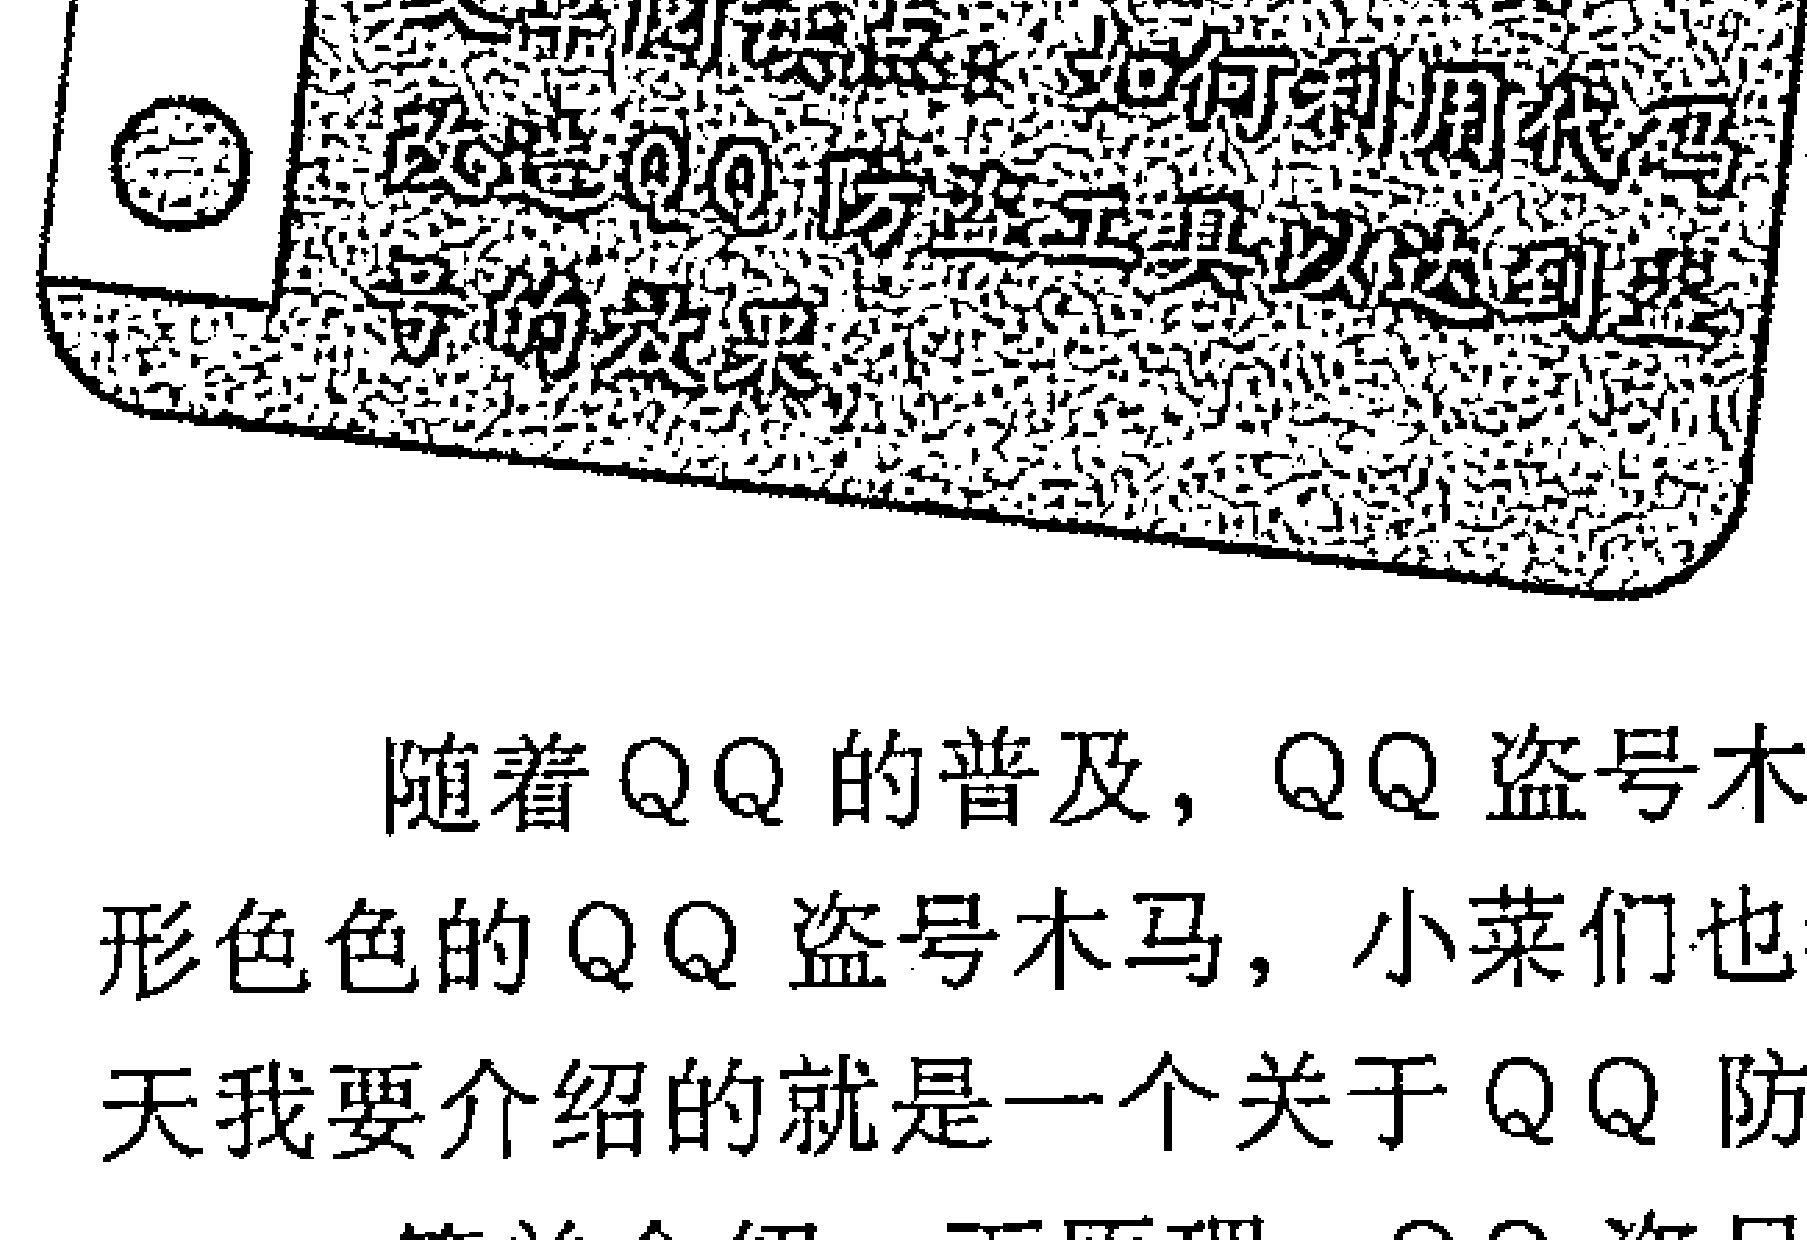 如何利用代码
改造QQ防盗工具以达到盗
号的效果
随着QQ的普及，QQ盗号木
形色色的QQ盗号木马，小菜们也
天我要介绍的就是一个关于QQ防